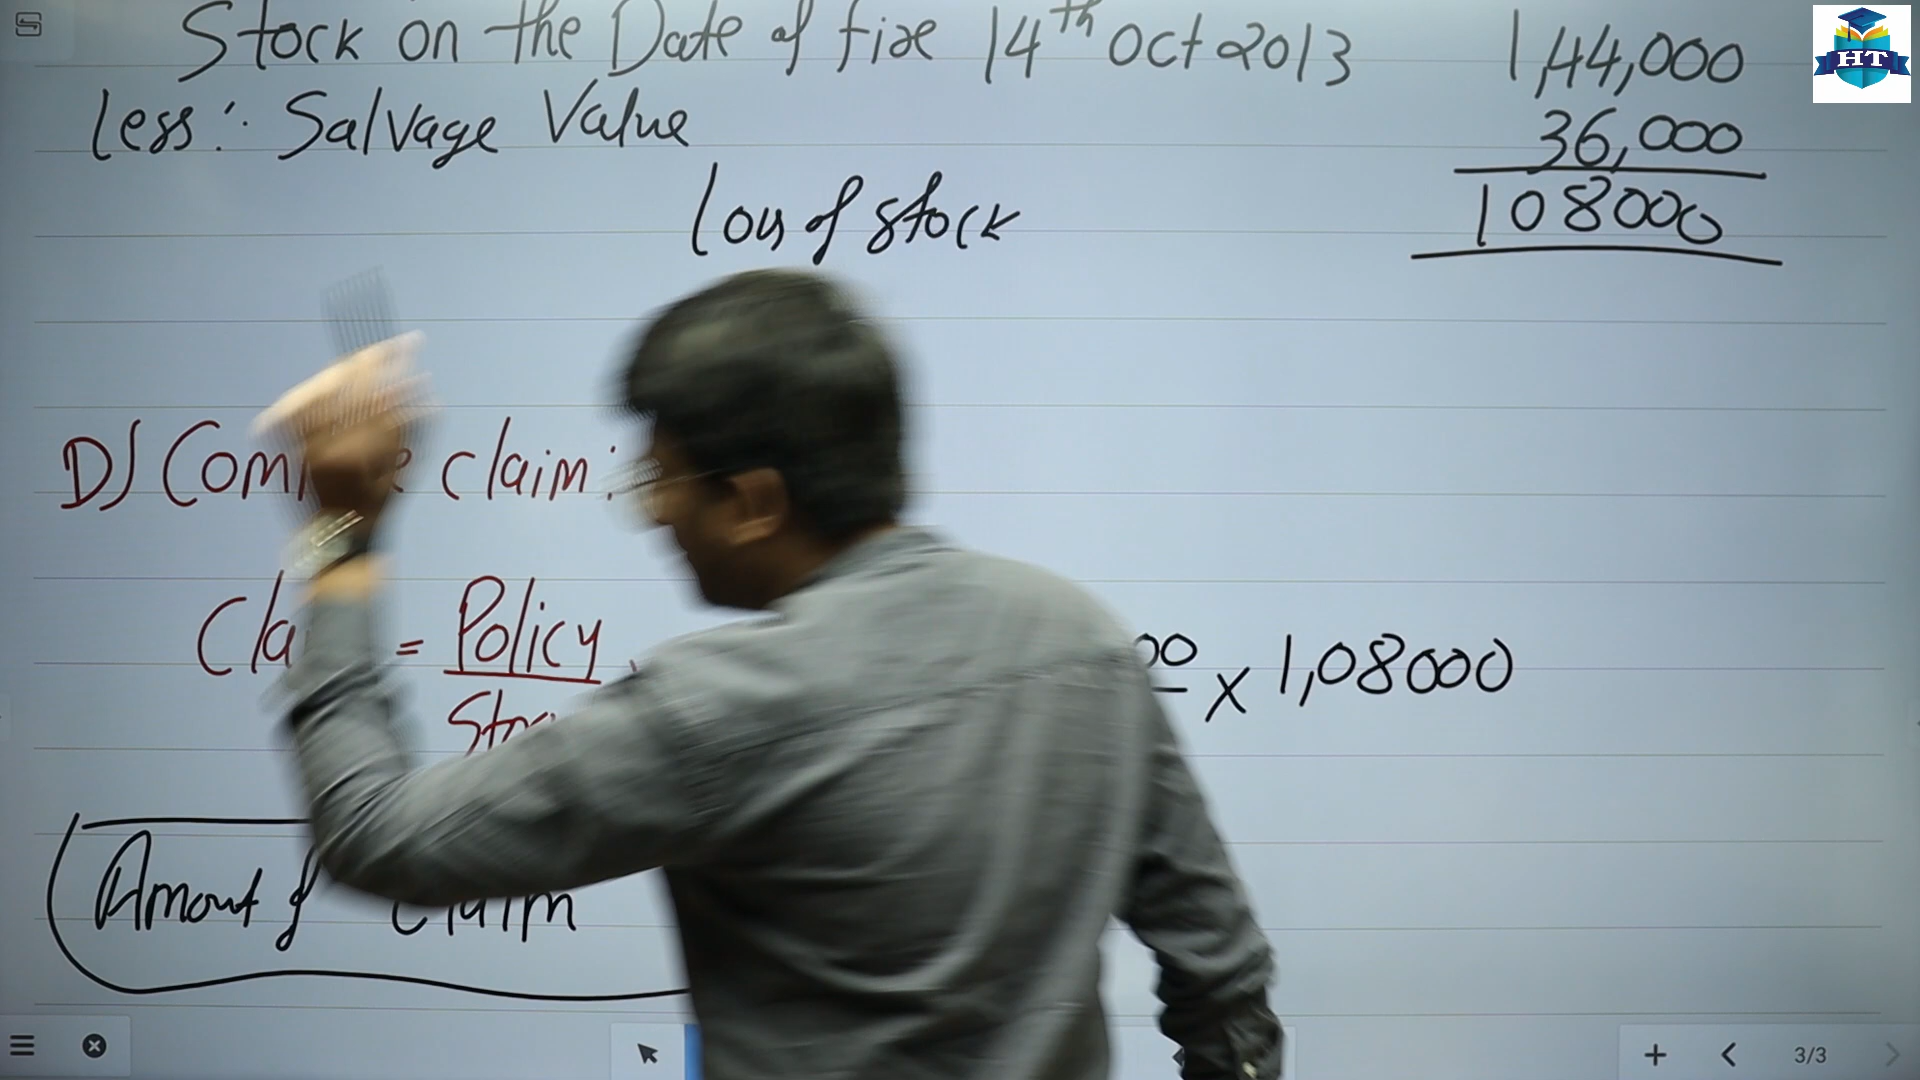 Stock on the Date of fire 14th Oct 2013 1,44,000
Less:- Salvage Value 36,000
Loss of stock 108000
HT
D) claim:
= Policy
00 x 1,08000
Amount of Claim
3/3